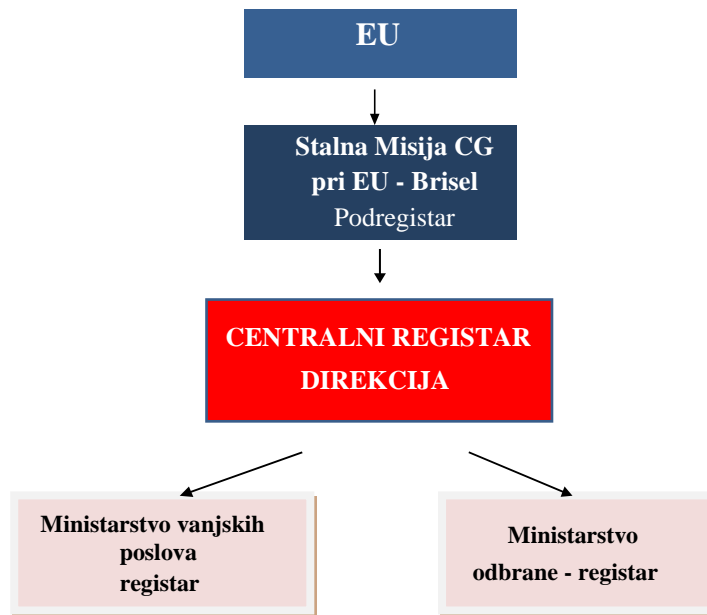 EU
Stalna Misija CG
pri EU - Brisel
Podregistar
CENTRALNI REGISTAR
DIREKCIJA
Ministarstvo vanjskih
poslova
registar
Ministarstvo
odbrane - registar